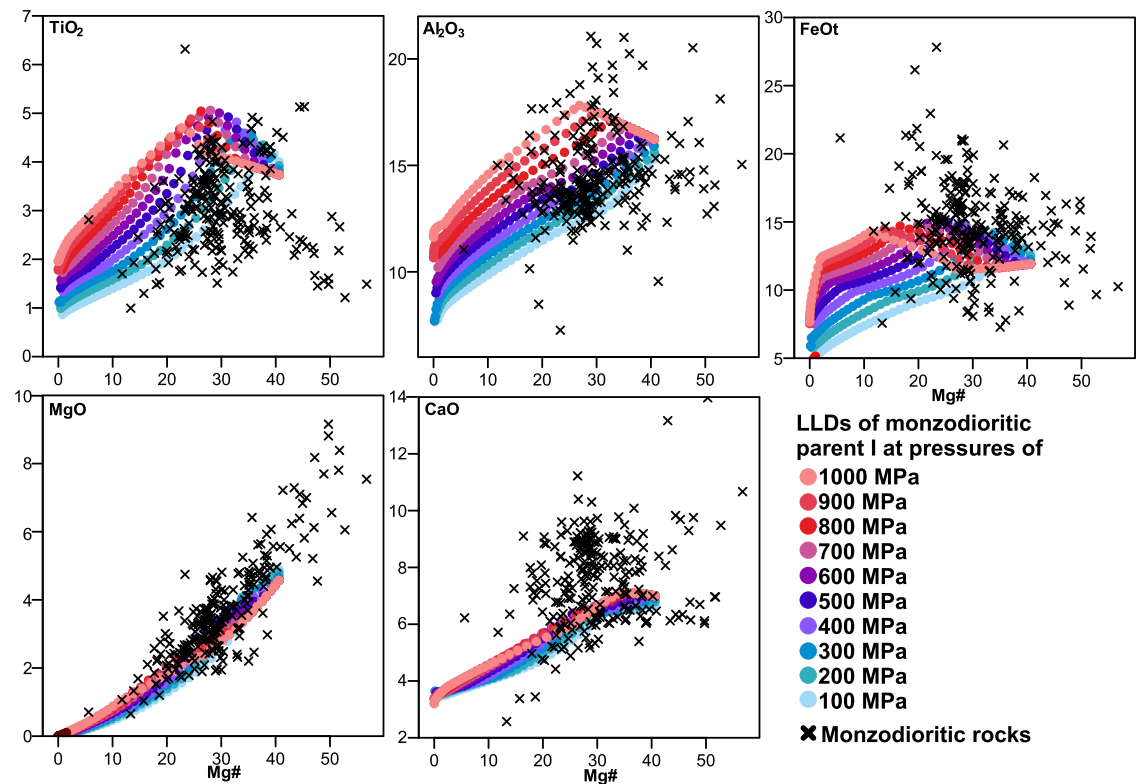 TiO2
7
6
5
4
3
2
1
0
0 10 20 30 40 50
Al2O3
20
15
10
0 10 20 30 40 50
FeOt
30
25
20
15
10
5
0 10 20 30 40 50
Mg#
MgO
10
8
6
4
2
0
0 10 20 30 40 50
Mg#
CaO
14
12
10
8
6
4
2
0 10 20 30 40 50
Mg#
LLDs of monzodioritic
parent I at pressures of
1000 MPa
900 MPa
800 MPa
700 MPa
600 MPa
500 MPa
400 MPa
300 MPa
200 MPa
100 MPa
Monzodioritic rocks